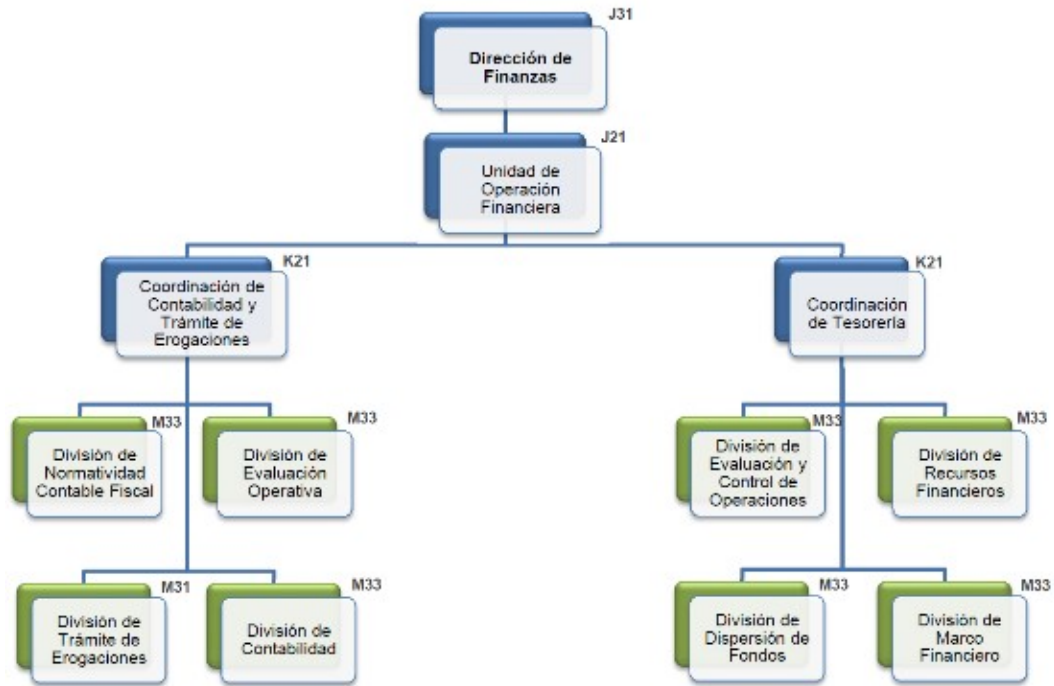 J31
Dirección de
Finanzas
J21
Unidad de
Operación
Financiera
K21
Coordinación de
Contabilidad y
Trámite de
Erogaciones
K21
Coordinación
de Tesorería
M33
División de
Normatividad
Contable Fiscal
M33
División de
Evaluación
Operativa
M33
División de
Evaluación y
Control de
Operaciones
M33
División de
Recursos
Financieros
M31
División de
Trámite de
Erogaciones
M33
División de
Contabilidad
M33
División de
Dispersión de
Fondos
M33
División de
Marco
Financiero